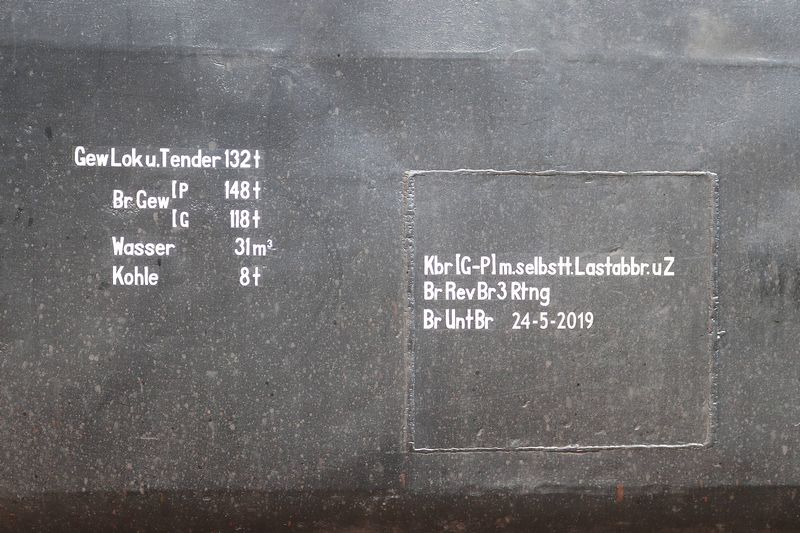 Gew Lok u. Tender 132 t
Br Gew [P 148 t
[G 118 t
Wasser 31 m³
Kohle 8 t
Kbr [G-P] m.selbstt.Lastabbr. u Z
Br Rev Br 3 Rtng
Br Unt Br 24-5-2019